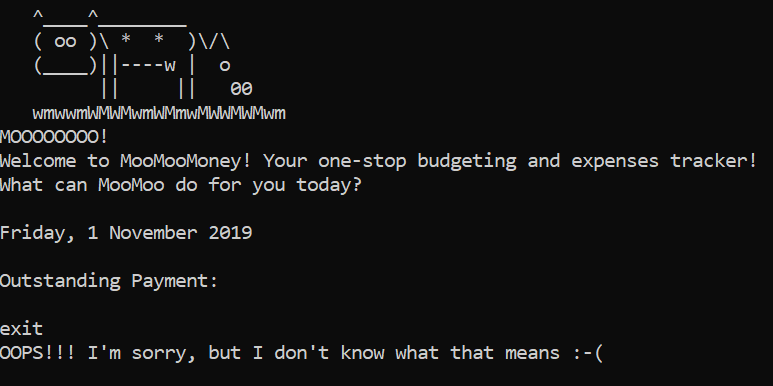 ^____^________
( oo )\ *  *  )\/\
(____)||----w |  o
||     ||   00
wmwwmWMWMwmWMmwMWWMWMwm
MOOOOOOOO!
Welcome to MooMooMoney! Your one-stop budgeting and expenses tracker!
What can MooMoo do for you today?
Friday, 1 November 2019
Outstanding Payment:
exit
OOPS!!! I'm sorry, but I don't know what that means :-(